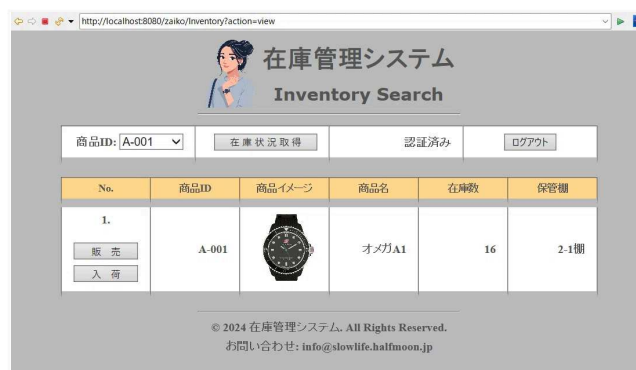 http://localhost:8080/zaiko/Inventory?action=view
在庫管理システム
Inventory Search
商品ID: A-001 在庫状況取得 認証済み ログアウト
No. 商品ID 商品イメージ 商品名 在庫数 保管棚
1.
販 売
A-001 オメガA1 16 2-1棚
入 荷
© 2024 在庫管理システム. All Rights Reserved.
お問い合わせ: info@slowlife.halfmoon.jp